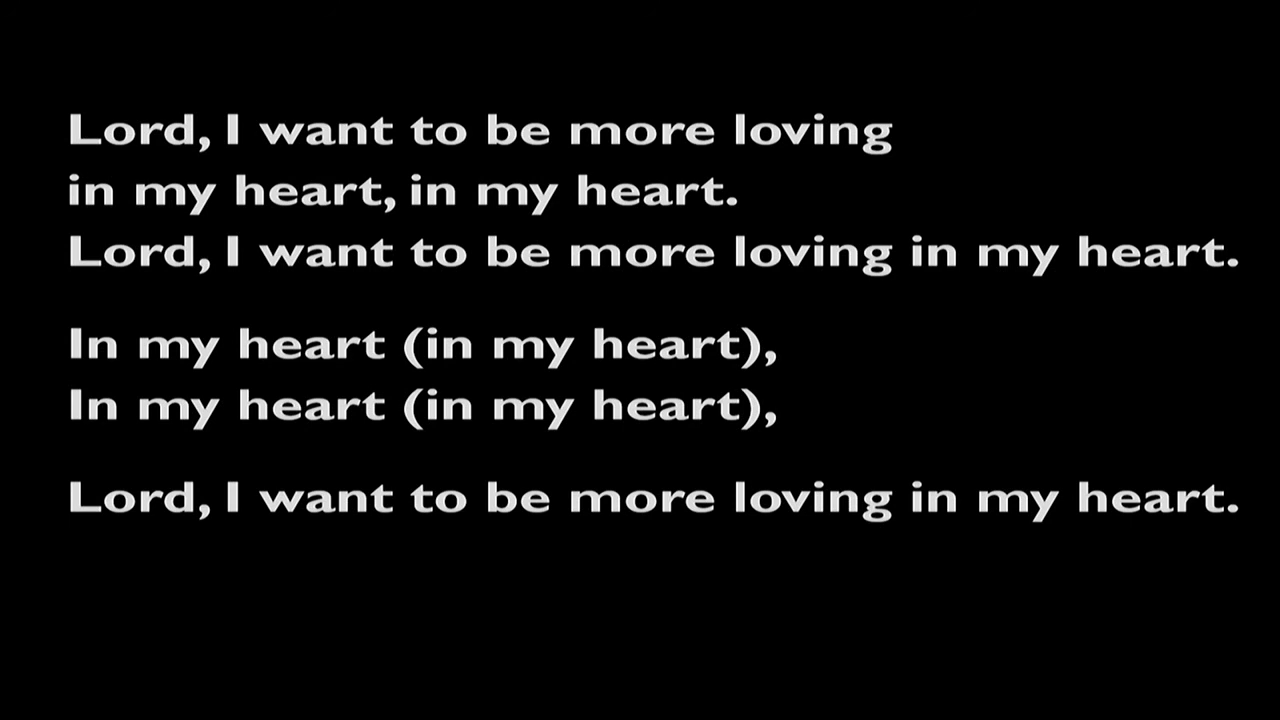 Lord, I want to be more loving
in my heart, in my heart.
Lord, I want to be more loving in my heart.
In my heart (in my heart),
In my heart (in my heart),
Lord, I want to be more loving in my heart.